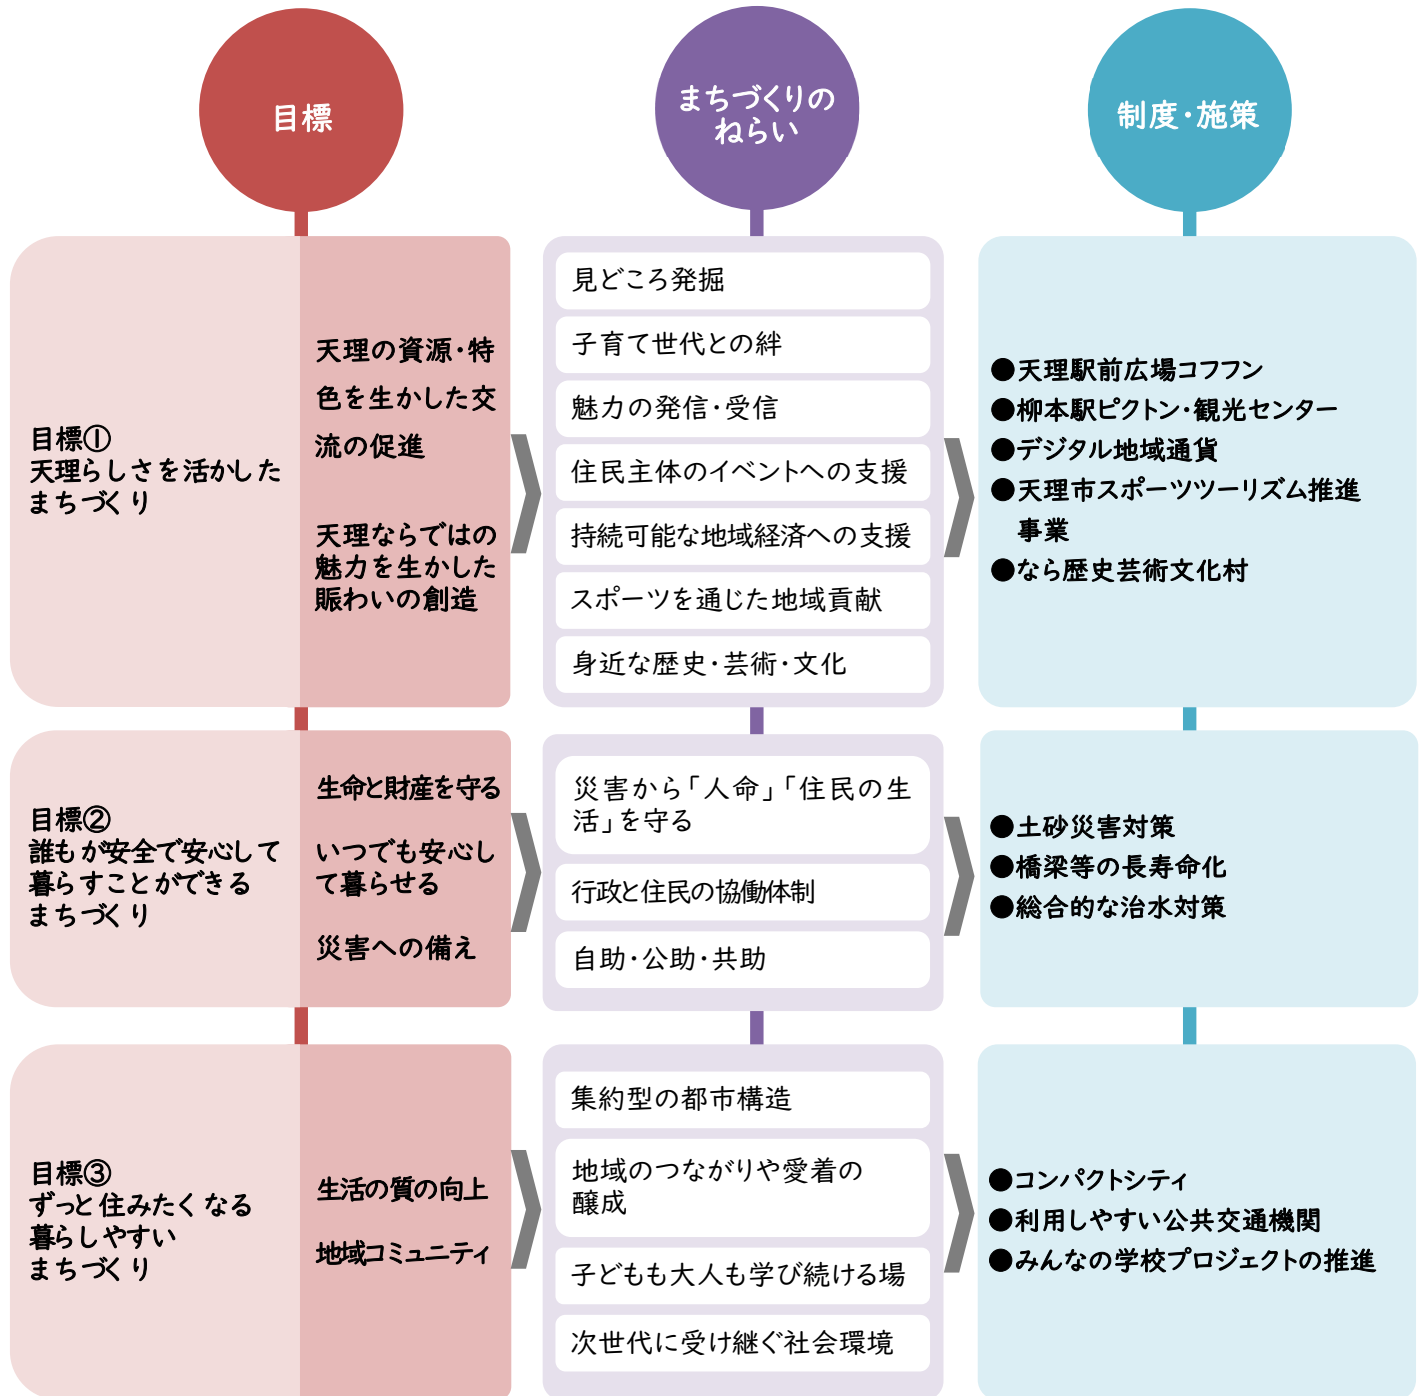 目標
まちづくりの
ねらい
制度・施策
目標①
天理らしさを活かした
まちづくり
天理の資源・特
色を生かした交
流の促進
天理ならではの
魅力を生かした
賑わいの創造
見どころ発掘
子育て世代との絆
魅力の発信・受信
住民主体のイベントへの支援
持続可能な地域経済への支援
スポーツを通じた地域貢献
身近な歴史・芸術・文化
●天理駅前広場コフフン
●柳本駅ピクトン・観光センター
●デジタル地域通貨
●天理市スポーツツーリズム推進
事業
●なら歴史芸術文化村
目標②
誰もが安全で安心して
暮らすことができる
まちづくり
生命と財産を守る
いつでも安心し
て暮らせる
災害への備え
災害から「人命」「住民の生
活」を守る
行政と住民の協働体制
自助・公助・共助
●土砂災害対策
●橋梁等の長寿命化
●総合的な治水対策
目標③
ずっと住みたくなる
暮らしやすい
まちづくり
生活の質の向上
地域コミュニティ
集約型の都市構造
地域のつながりや愛着の
醸成
子どもも大人も学び続ける場
次世代に受け継ぐ社会環境
●コンパクトシティ
●利用しやすい公共交通機関
●みんなの学校プロジェクトの推進